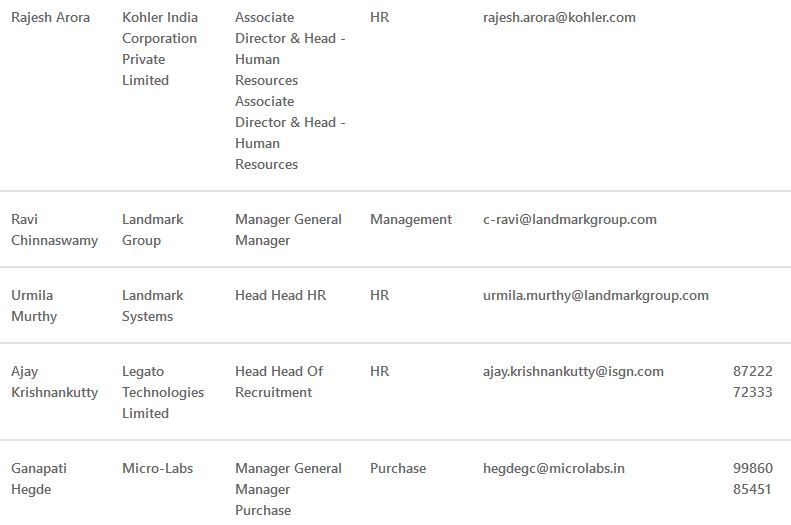 Rajesh Arora Kohler India Associate HR rajesh.arora@kohler.com
Corporation Director & Head -
Private Human
Limited Resources
Associate
Director & Head -
Human
Resources
Ravi Landmark Manager General Management c-ravi@landmarkgroup.com
Chinnaswamy Group Manager
Urmila Landmark Head Head HR HR urmila.murthy@landmarkgroup.com
Murthy Systems
Ajay Legato Head Head Of HR ajay.krishnankutty@isgn.com 87222
Krishnankutty Technologies Recruitment 72333
Limited
Ganapati Micro-Labs Manager General Purchase hegdegc@microlabs.in 99860
Hegde Manager 85451
Purchase